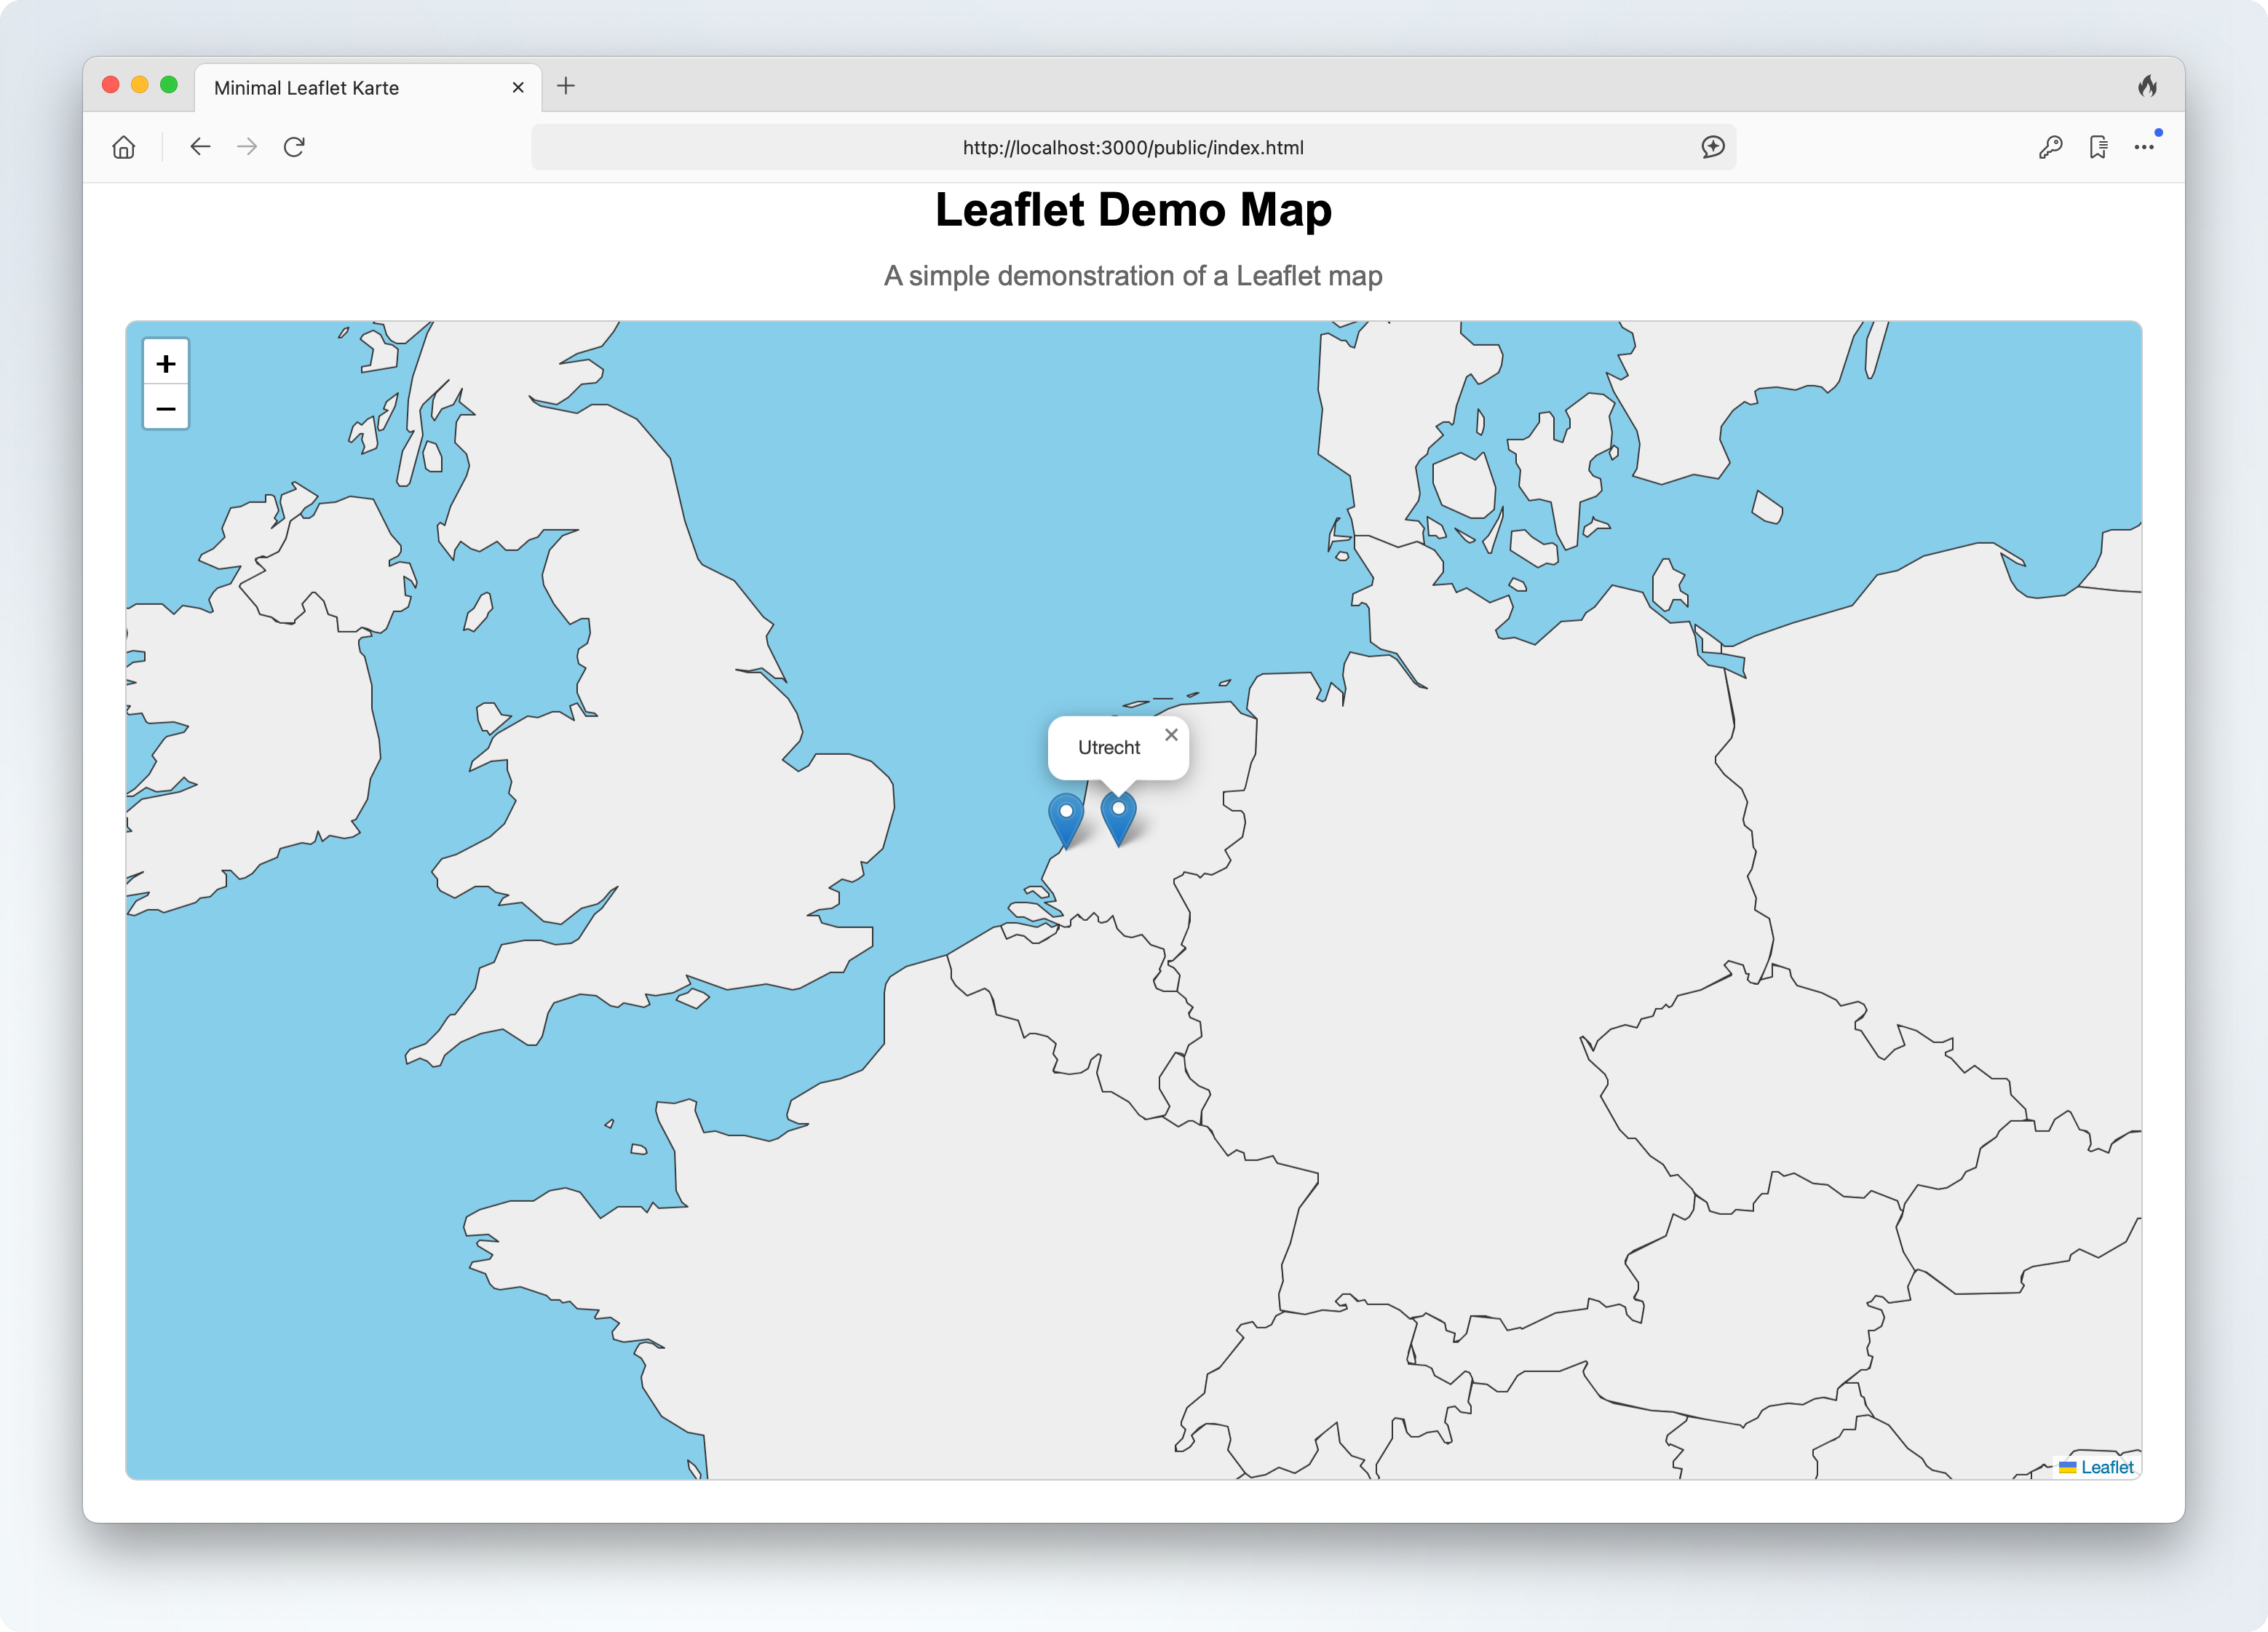 Minimal Leaflet Karte
http://localhost:3000/public/index.html
Leaflet Demo Map
A simple demonstration of a Leaflet map
+
−
Utrecht
Leaflet